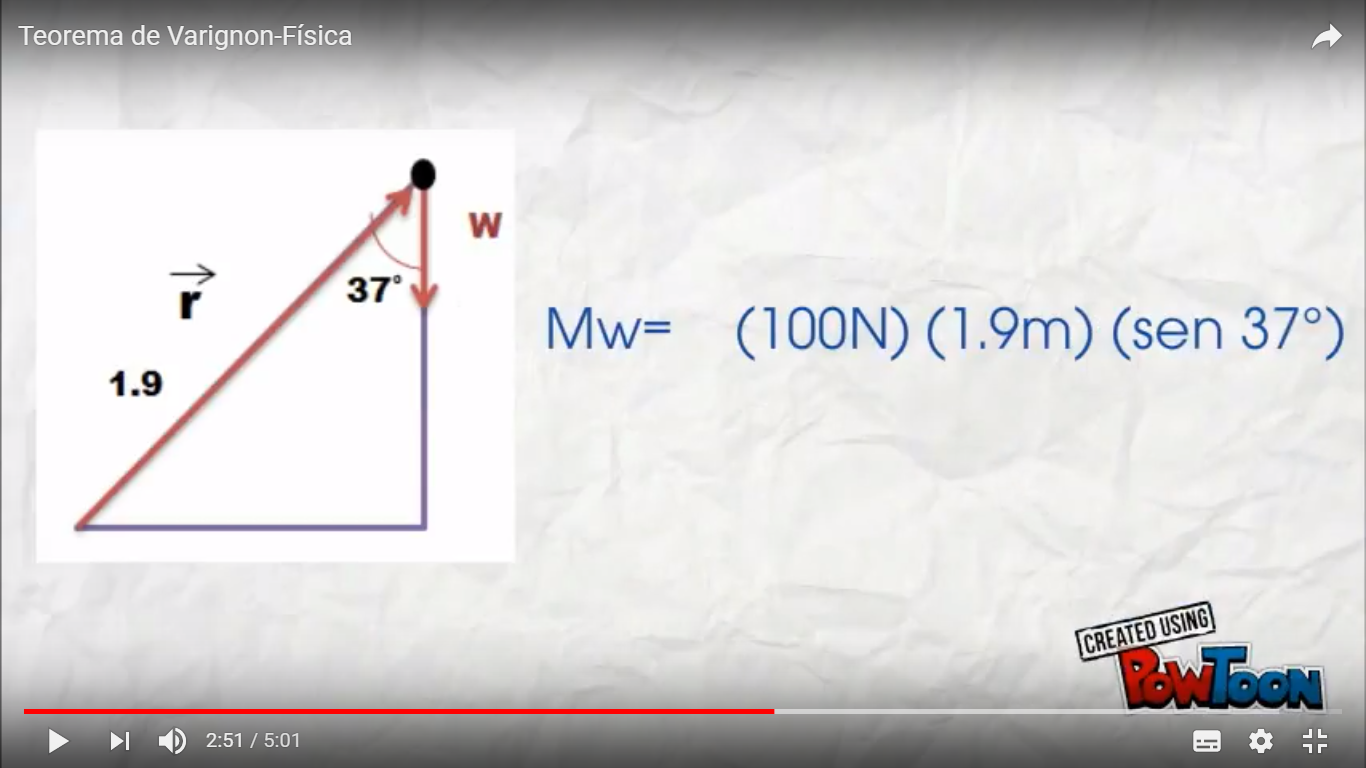 Teorema de Varignon-Física
W
37°
r
1.9
Mw= (100N) (1.9m) (sen 37°)
CREATED USING
POWTOON
2:51 / 5:01